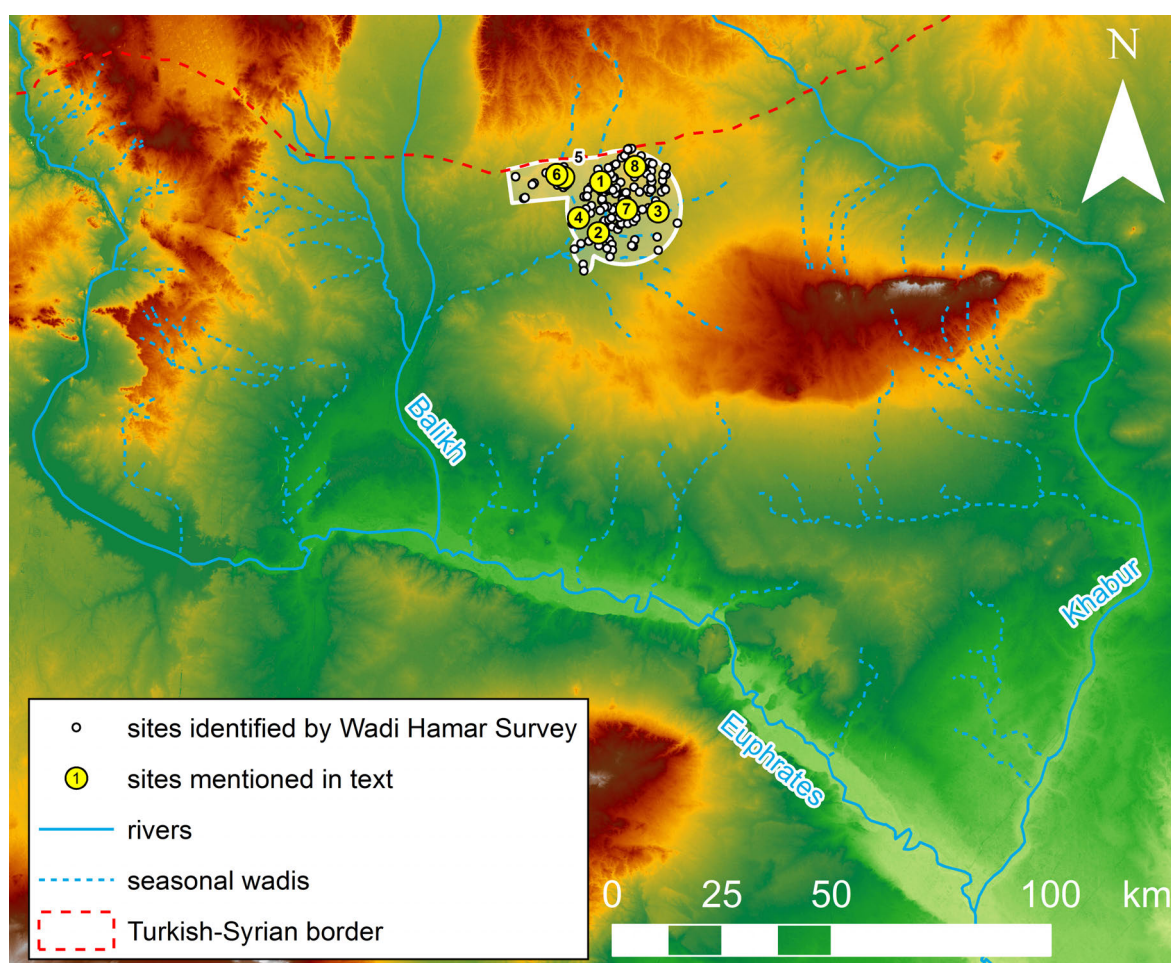 N
5
6
1
8
4
7
3
2
Balikh
Khabur
Euphrates
sites identified by Wadi Hamar Survey
1 sites mentioned in text
rivers
seasonal wadis
Turkish-Syrian border
0 25 50 100 km